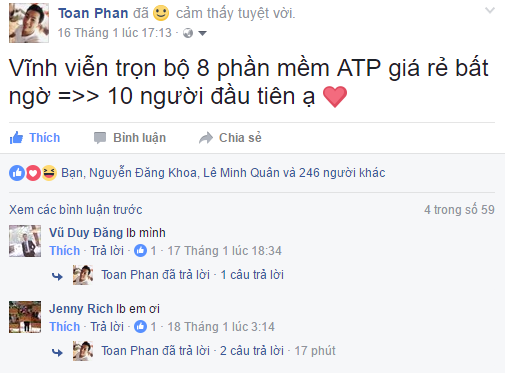 Toan Phan đã cảm thấy tuyệt vời.
16 Tháng 1 lúc 17:13 ·
Vĩnh viễn trọn bộ 8 phần mềm ATP giá rẻ bất
ngờ =>> 10 người đầu tiên ạ
Thích Bình luận Chia sẻ
Bạn, Nguyễn Đăng Khoa, Lê Minh Quân và 246 người khác
Xem các bình luận trước 4 trong số 59
Vũ Duy Đăng Ib mình
Thích · Trả lời · 1 · 17 Tháng 1 lúc 18:34
Toan Phan đã trả lời · 1 câu trả lời
Jenny Rich Ib em ơi
Thích · Trả lời · 1 · 18 Tháng 1 lúc 3:14
Toan Phan đã trả lời · 2 câu trả lời · 17 phút